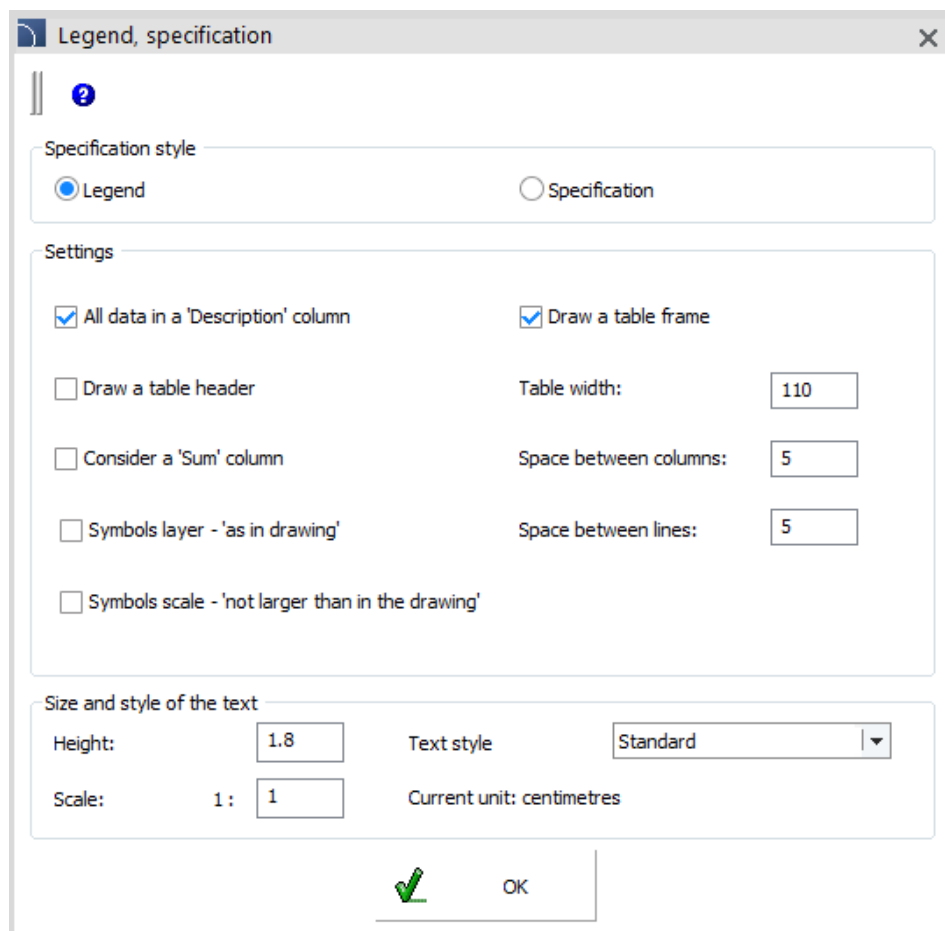 Legend, specification
Specification style
Legend
Specification
Settings
All data in a 'Description' column
Draw a table frame
Draw a table header
Table width: 110
Consider a 'Sum' column
Space between columns: 5
Symbols layer - 'as in drawing'
Space between lines: 5
Symbols scale - 'not larger than in the drawing'
Size and style of the text
Height: 1.8
Text style Standard
Scale: 1 : 1
Current unit: centimetres
OK